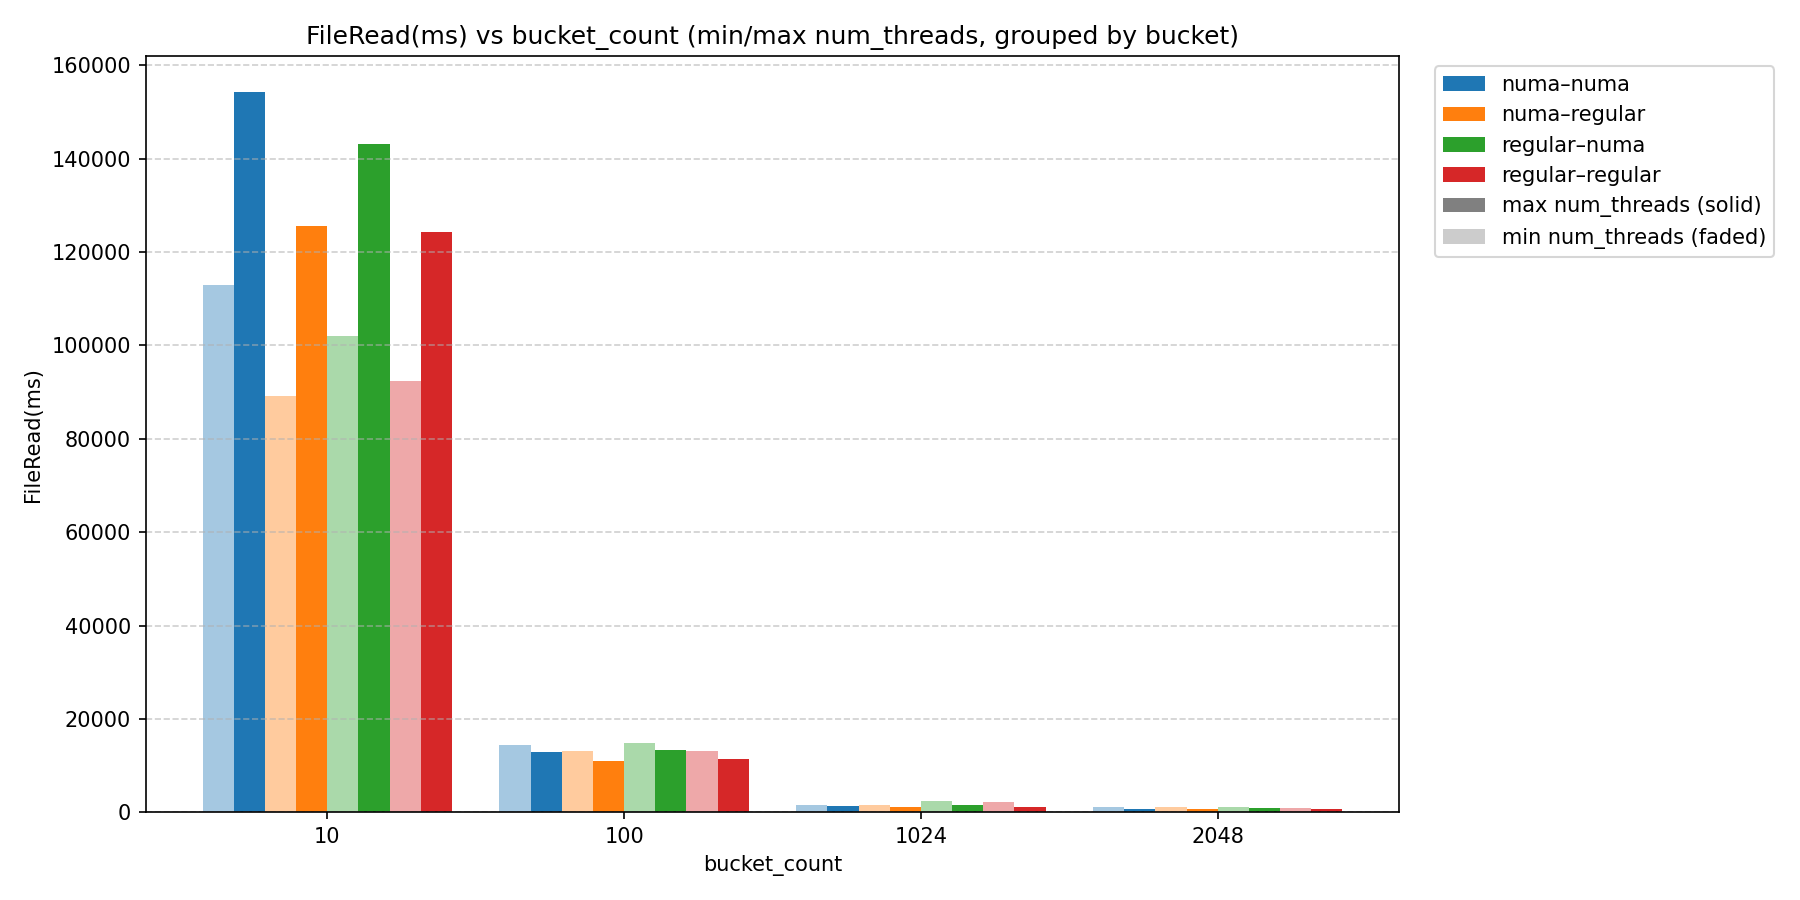 FileRead(ms) vs bucket_count (min/max num_threads, grouped by bucket)
160000
140000
120000
100000
80000
60000
40000
20000
0
FileRead(ms)
10
100
1024
2048
bucket_count
numa–numa
numa–regular
regular–numa
regular–regular
max num_threads (solid)
min num_threads (faded)